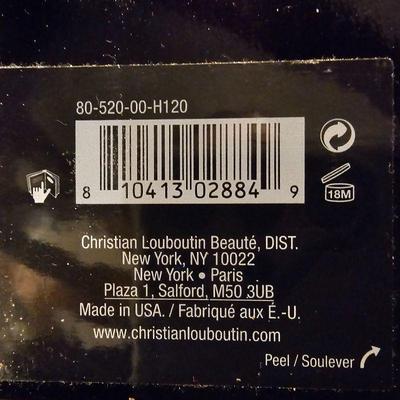 80-520-00-H120
8 10413 02884 9
18M
Christian Louboutin Beauté, DIST.
New York, NY 10022
New York • Paris
Plaza 1, Salford, M50 3UB
Made in USA. / Fabriqué aux É.-U.
www.christianlouboutin.com
Peel / Soulever